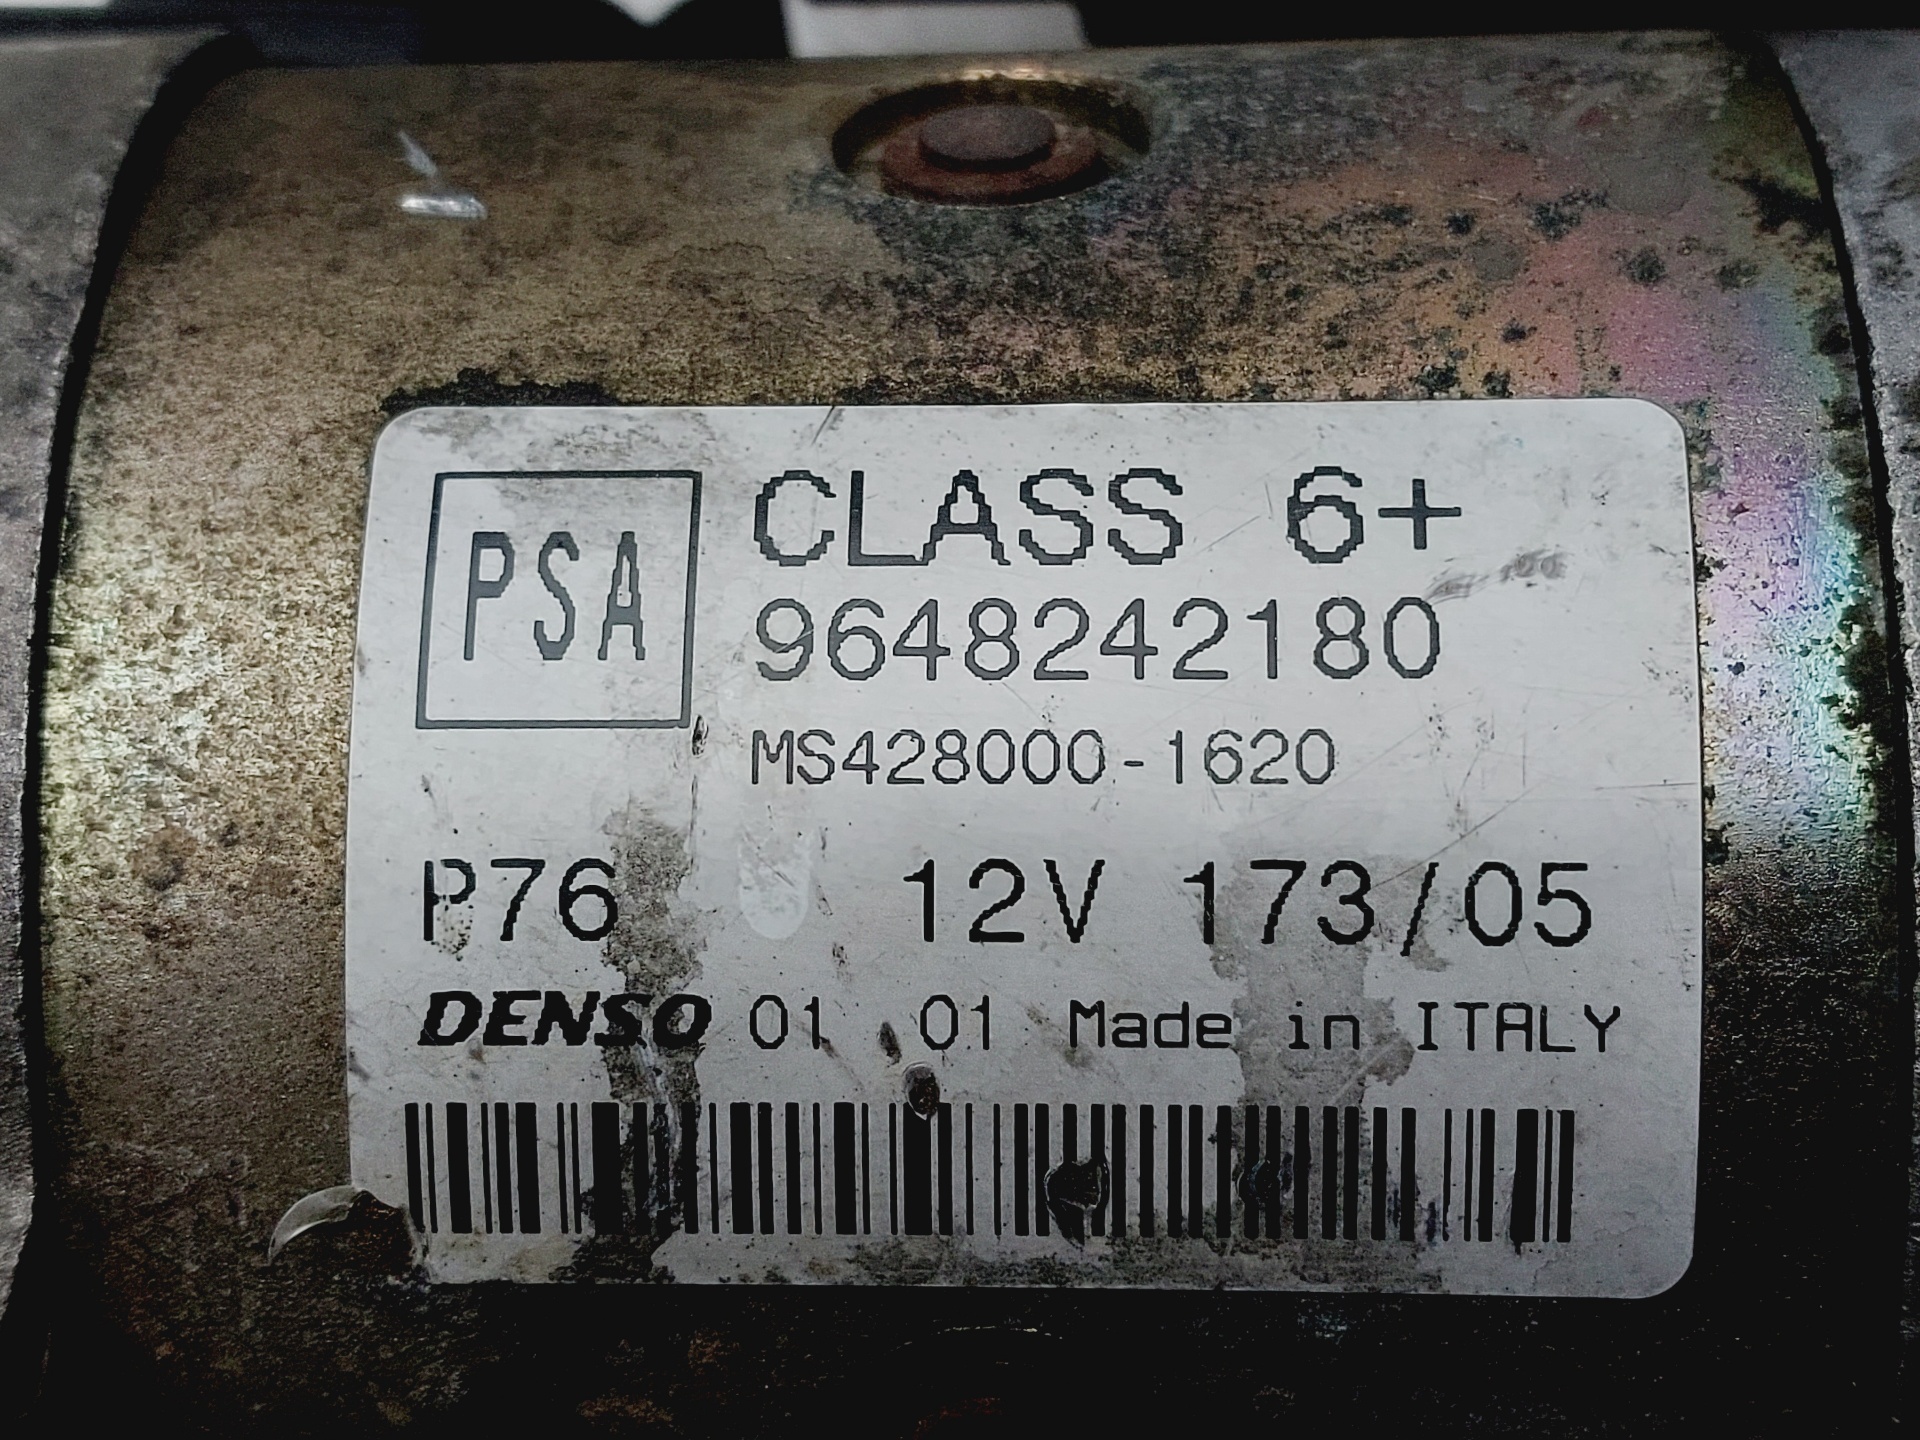 PSA CLASS 6+
9648242180
MS428000-1620
P76 12V 173/05
DENSO 01 01 Made in ITALY